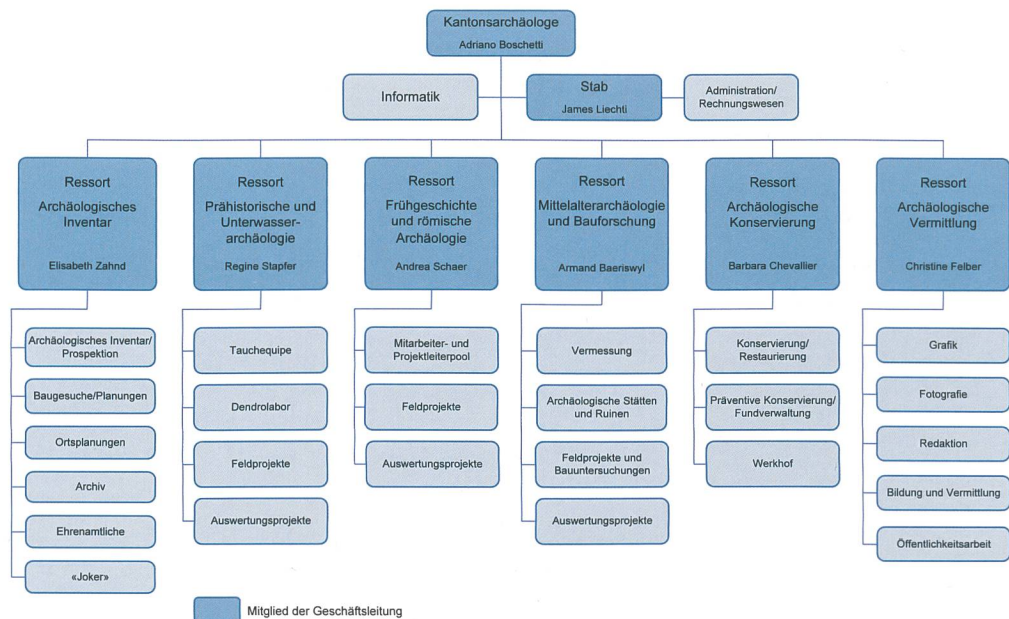 Kantonsarchäologe
Adriano Boschetti
Informatik
Stab
James Liechti
Administration/
Rechnungswesen
Ressort
Archäologisches
Inventar
Elisabeth Zahnd
Ressort
Prähistorische und
Unterwasser-
archäologie
Regine Stapfer
Ressort
Frühgeschichte
und römische
Archäologie
Andrea Schaer
Ressort
Mittelalterarchäologie
und Bauforschung
Armand Baeriswyl
Ressort
Archäologische
Konservierung
Barbara Chevallier
Ressort
Archäologische
Vermittlung
Christine Felber
Archäologisches Inventar/
Prospektion
Baugesuche/Planungen
Ortsplanungen
Archiv
Ehrenamtliche
«Joker»
Tauchequipe
Dendrolabor
Feldprojekte
Auswertungsprojekte
Mitarbeiter- und
Projektleiterpool
Feldprojekte
Auswertungsprojekte
Vermessung
Archäologische Stätten
und Ruinen
Feldprojekte und
Bauuntersuchungen
Auswertungsprojekte
Konservierung/
Restaurierung
Präventive Konservierung/
Fundverwaltung
Werkhof
Grafik
Fotografie
Redaktion
Bildung und Vermittlung
Öffentlichkeitsarbeit
Mitglied der Geschäftsleitung